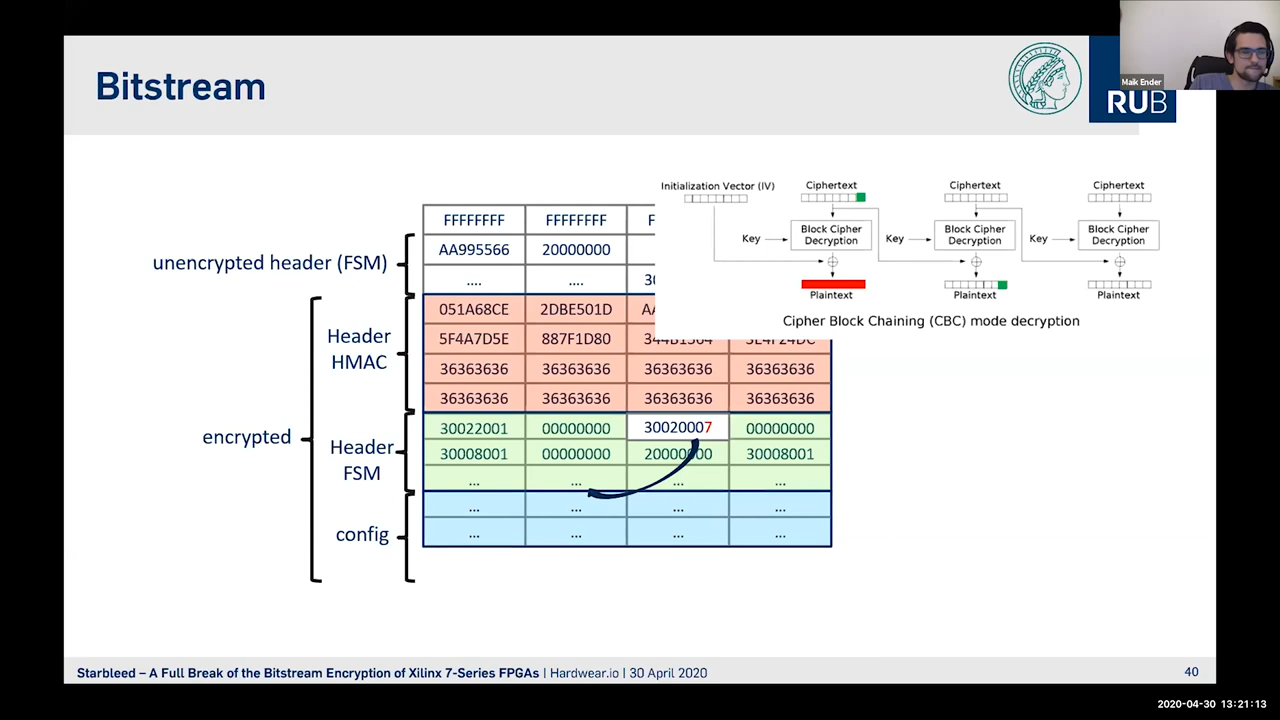 Bitstream
Maik Ender
RUB
Initialization Vector (IV)
Ciphertext
Ciphertext
Ciphertext
Key
Block Cipher
Decryption
Key
Block Cipher
Decryption
Key
Block Cipher
Decryption
Plaintext
Plaintext
Plaintext
Cipher Block Chaining (CBC) mode decryption
FFFFFFFF FFFFFFFF
unencrypted header (FSM)
AA995566 20000000
.... ....
encrypted
Header
HMAC
051A68CE 2DBE501D
5F4A7D5E 887F1D80
36363636 36363636 36363636 36363636
36363636 36363636 36363636 36363636
Header
FSM
30022001 00000000 30020007 00000000
30008001 00000000 20000000 30008001
... ... ... ...
config
... ... ... ...
... ... ... ...
Starbleed – A Full Break of the Bitstream Encryption of Xilinx 7-Series FPGAs | Hardwear.io | 30 April 2020
40
2020-04-30 13:21:13